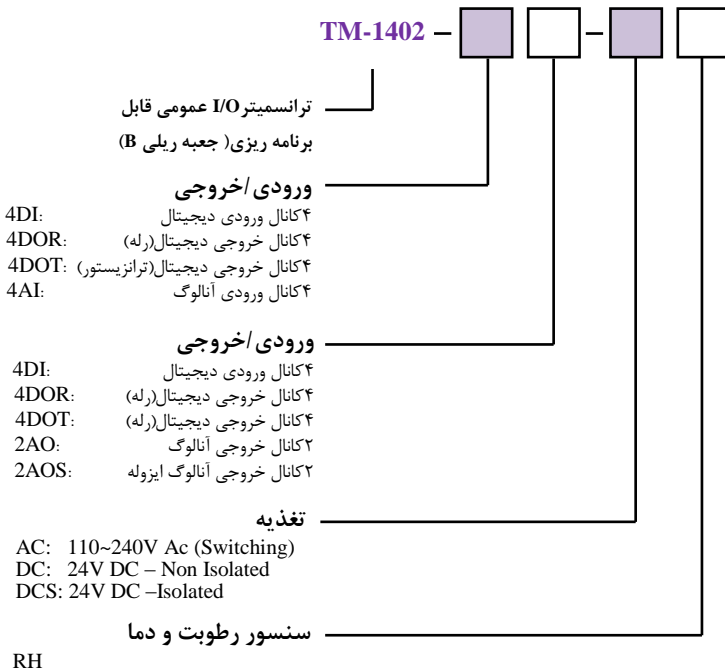 TM-1402 – –
ترانسمیتر I/O عمومی قابل
برنامه ریزی( جعبه ریلی B)
ورودی/خروجی
4DI: ۴کانال ورودی دیجیتال
4DOR: ۴کانال خروجی دیجیتال(رله)
4DOT: ۴کانال خروجی دیجیتال(ترانزیستور)
4AI: ۴کانال ورودی آنالوگ
ورودی/خروجی
4DI: ۴کانال ورودی دیجیتال
4DOR: ۴کانال خروجی دیجیتال(رله)
4DOT: ۴کانال خروجی دیجیتال(رله)
2AO: ۲کانال خروجی آنالوگ
2AOS: ۲کانال خروجی آنالوگ ایزوله
تغذیه
AC: 110~240V Ac (Switching)
DC: 24V DC – Non Isolated
DCS: 24V DC –Isolated
سنسور رطوبت و دما
RH